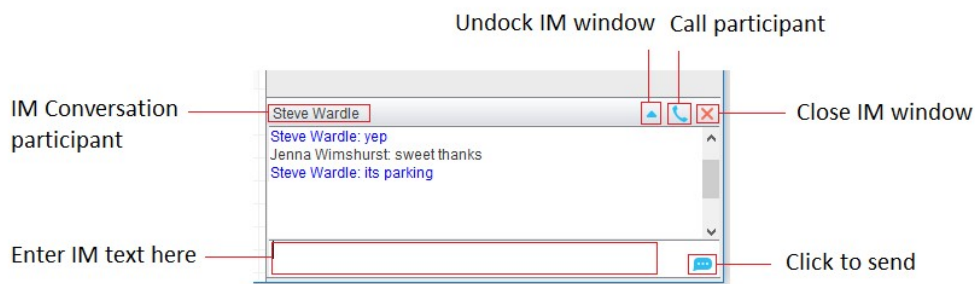 Undock IM window
Call participant
IM Conversation
participant
Steve Wardle
Close IM window
Steve Wardle: yep
Jenna Wimshurst: sweet thanks
Steve Wardle: its parking
Enter IM text here
Click to send